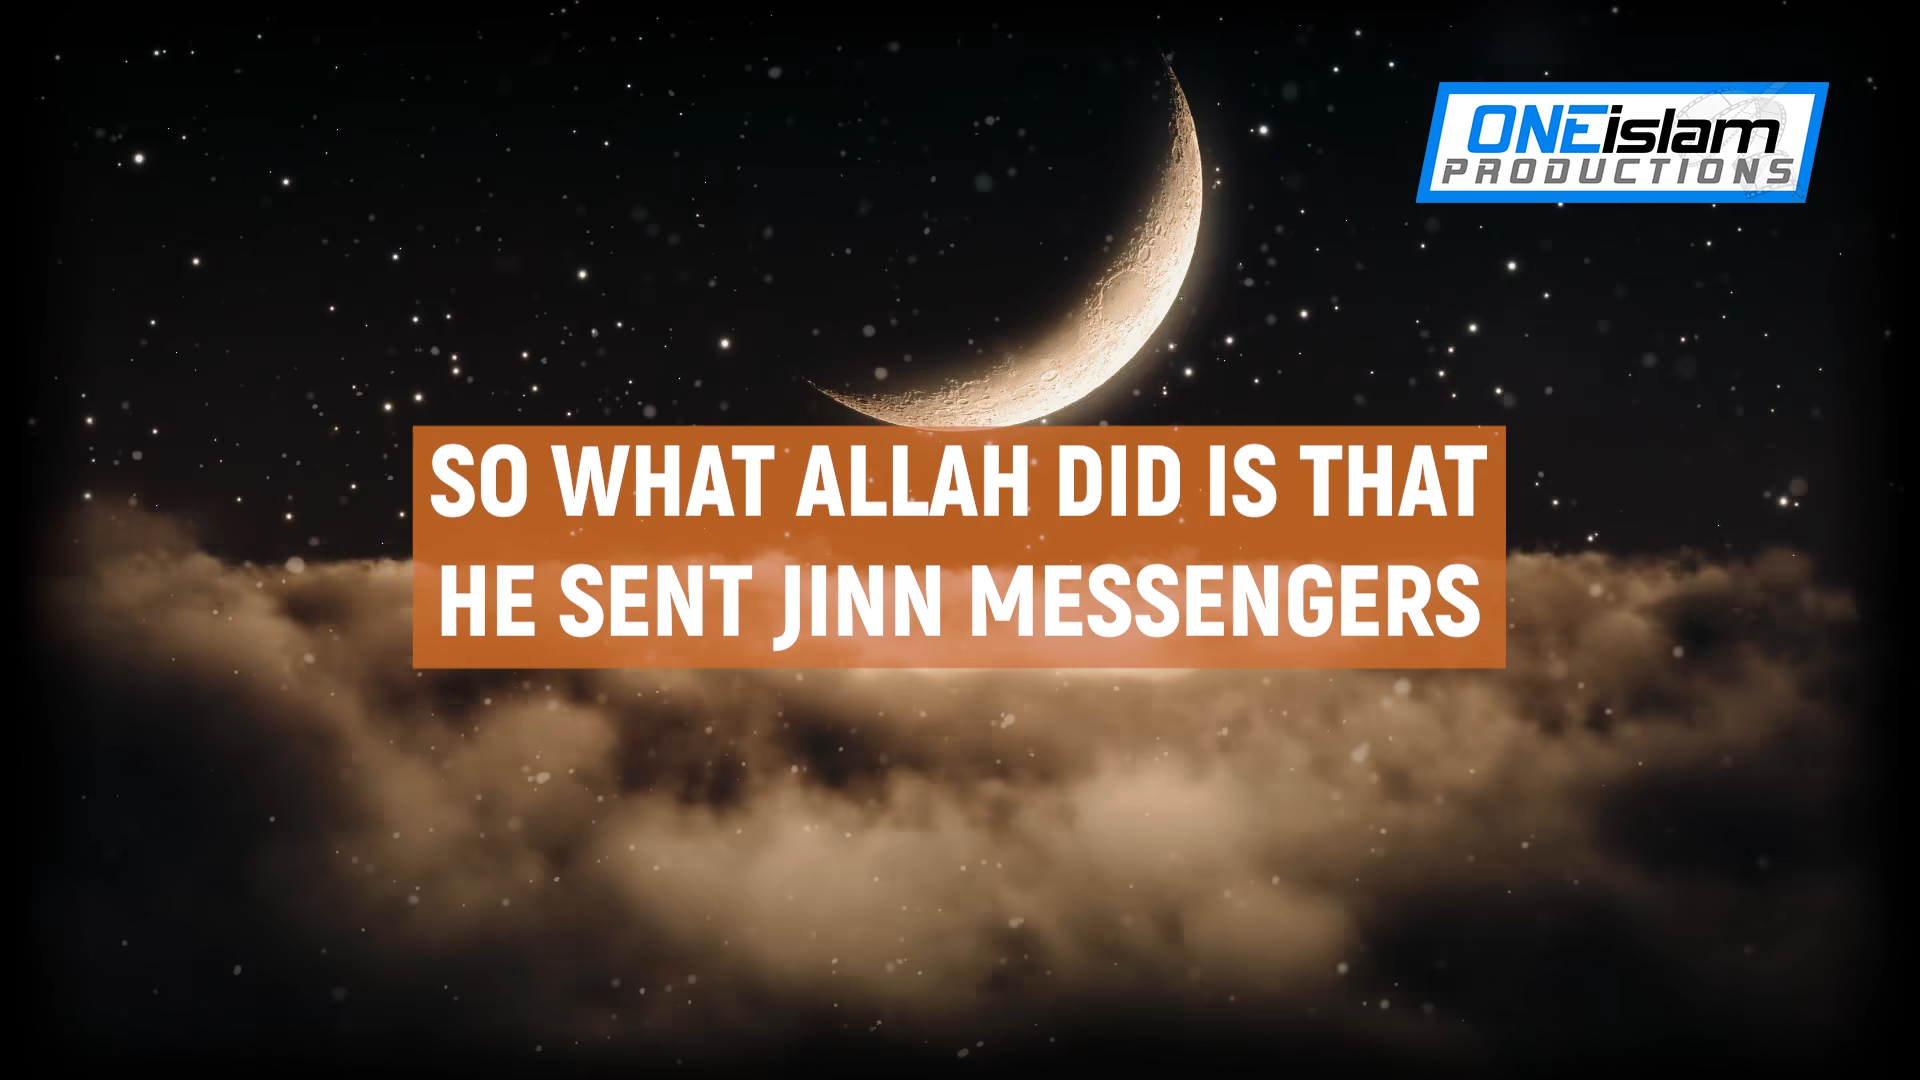 ONEislam
PRODUCTIONS
SO WHAT ALLAH DID IS THAT
HE SENT JINN MESSENGERS